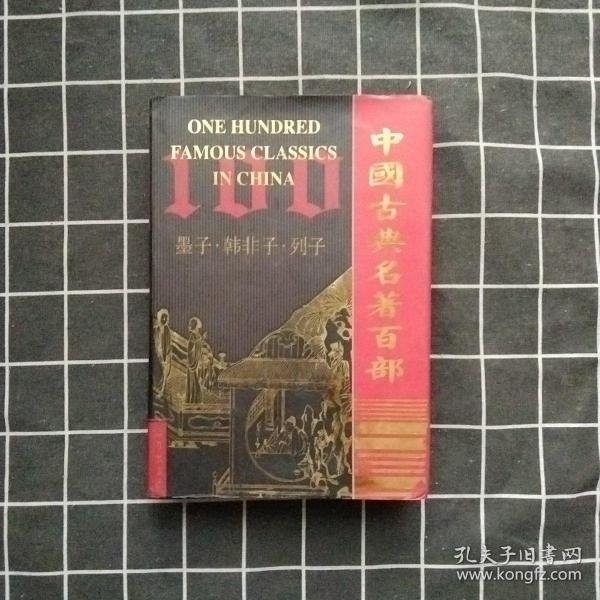 ONE HUNDRED
FAMOUS CLASSICS
IN CHINA
100
墨子·韩非子·列子
中國古典名著百部
孔夫子旧書网
www.kongfz.com